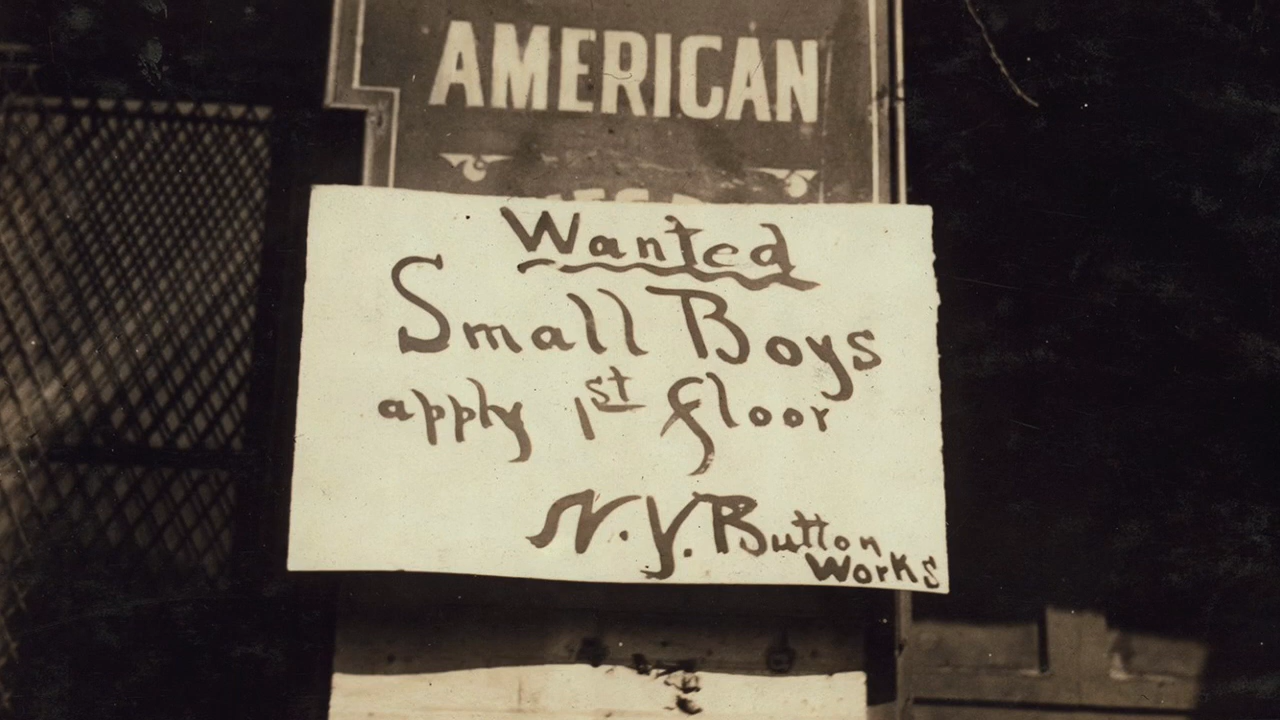 AMERICAN
Wanted
Small Boys
apply 1st floor
N.Y. Button
Works